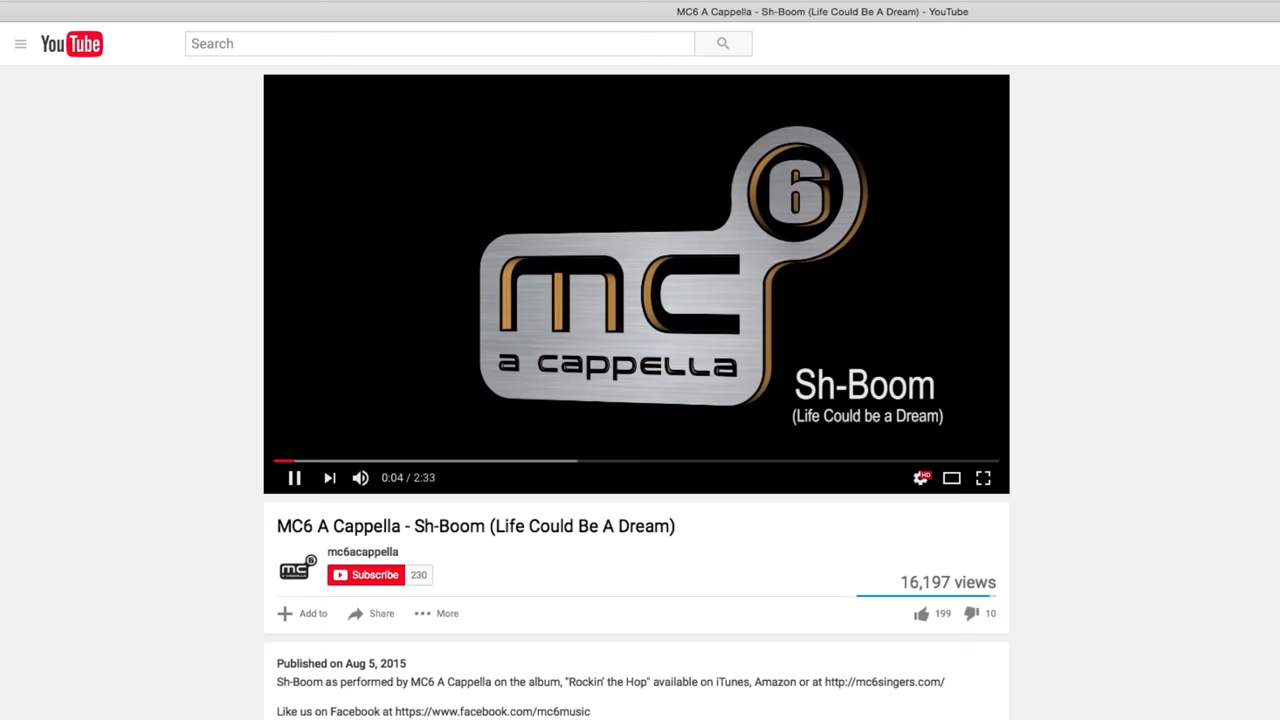 MC6 A Cappella - Sh-Boom (Life Could Be A Dream) - YouTube
YouTube
Search
6
mc
a cappella
Sh-Boom
(Life Could be a Dream)
0:04 / 2:33
HD
MC6 A Cappella - Sh-Boom (Life Could Be A Dream)
mc 6
a cappella
mc6acappella
Subscribe 230
16,197 views
Add to Share More 199 10
Published on Aug 5, 2015
Sh-Boom as performed by MC6 A Cappella on the album, "Rockin' the Hop" available on iTunes, Amazon or at http://mc6singers.com/
Like us on Facebook at https://www.facebook.com/mc6music